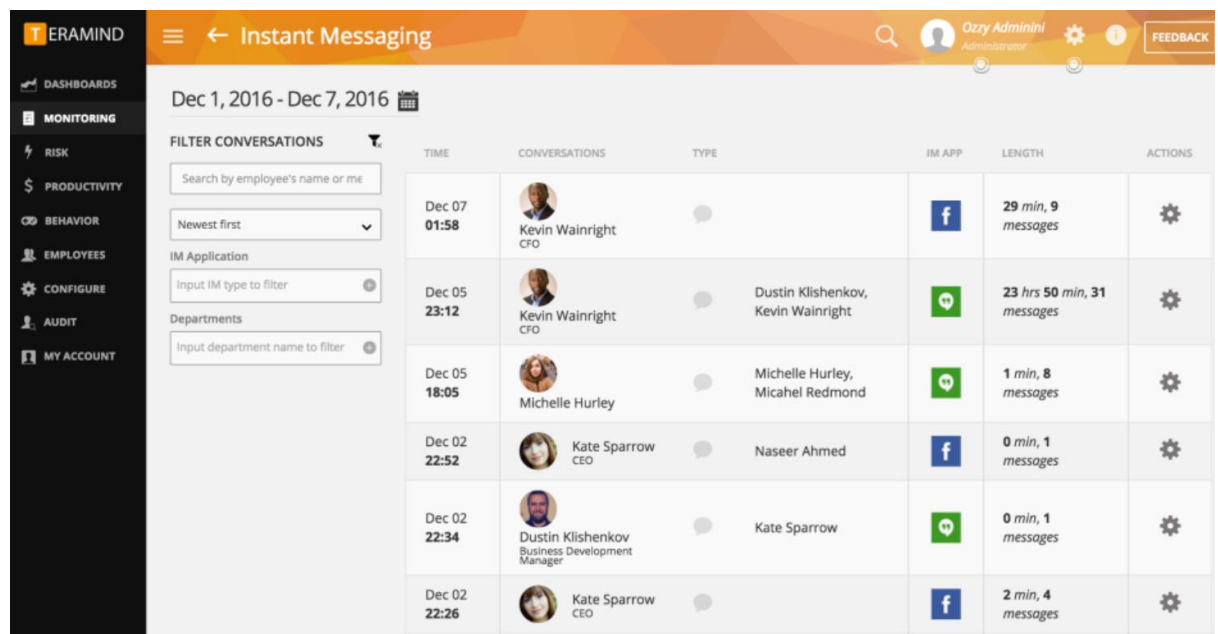 TERAMIND
Instant Messaging
Ozzy Adminini
Administrator
FEEDBACK
DASHBOARDS
MONITORING
RISK
PRODUCTIVITY
BEHAVIOR
EMPLOYEES
CONFIGURE
AUDIT
MY ACCOUNT
Dec 1, 2016 - Dec 7, 2016
FILTER CONVERSATIONS
Search by employee's name or me
Newest first
IM Application
Input IM type to filter
Departments
Input department name to filter
TIME CONVERSATIONS TYPE IM APP LENGTH ACTIONS
Dec 07
01:58
Kevin Wainright
CFO
29 min, 9
messages
Dec 05
23:12
Kevin Wainright
CFO
Dustin Klishenkov,
Kevin Wainright
23 hrs 50 min, 31
messages
Dec 05
18:05
Michelle Hurley
Michelle Hurley,
Micahel Redmond
1 min, 8
messages
Dec 02
22:52
Kate Sparrow
CEO
Naseer Ahmed
0 min, 1
messages
Dec 02
22:34
Dustin Klishenkov
Business Development
Manager
Kate Sparrow
0 min, 1
messages
Dec 02
22:26
Kate Sparrow
CEO
2 min, 4
messages